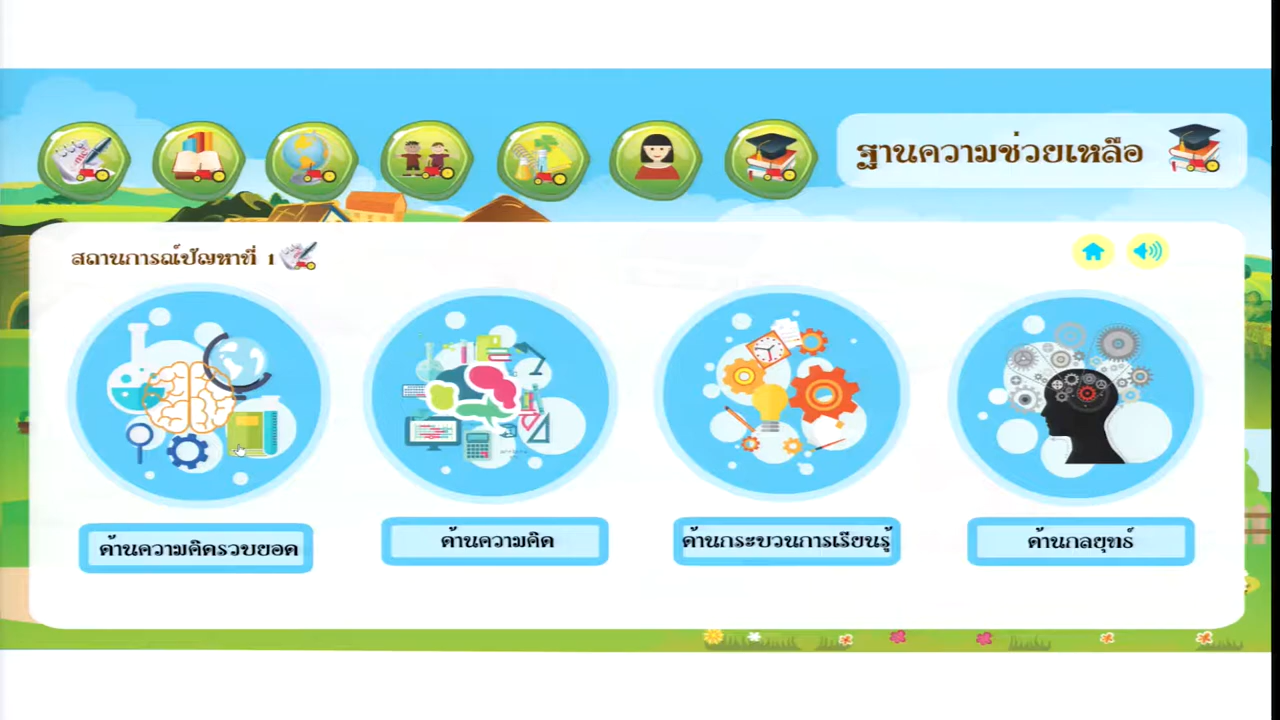 ฐานความช่วยเหลือ
สถานการณ์ปัญหาที่ 1
ด้านความคิดรวบยอด
ด้านความคิด
ด้านกระบวนการเรียนรู้
ด้านกลยุทธ์